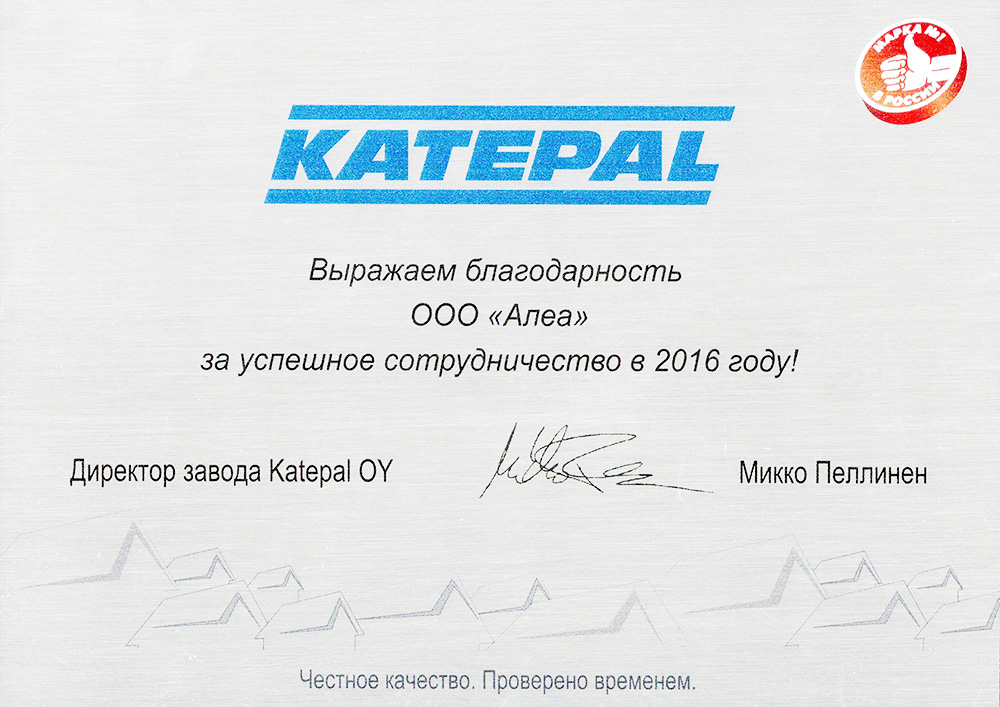 МАРКА №1
В РОССИИ
KATEPAL
Выражаем благодарность
ООО «Алеа»
за успешное сотрудничество в 2016 году!
Директор завода Katepal OY
Микко Пеллинен
Честное качество. Проверено временем.